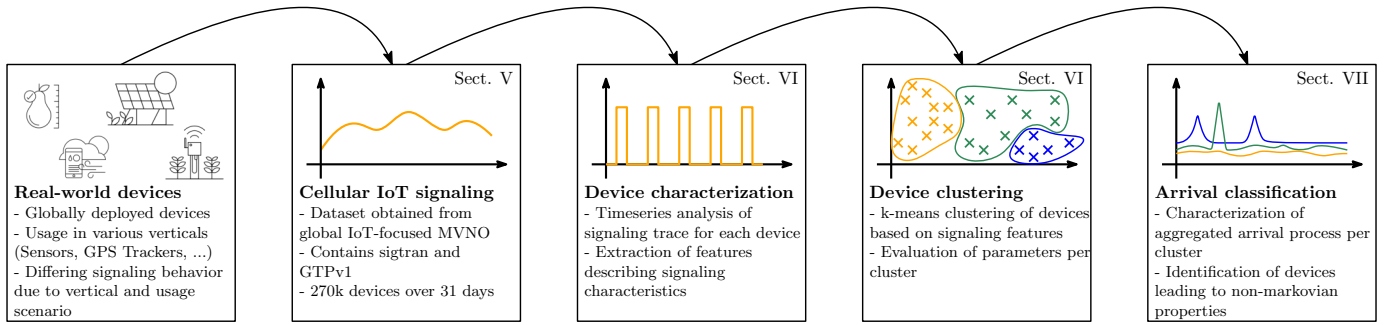 Real-world devices
- Globally deployed devices
- Usage in various verticals
(Sensors, GPS Trackers, ...)
- Differing signaling behavior
due to vertical and usage
scenario
Sect. V
Cellular IoT signaling
- Dataset obtained from
global IoT-focused MVNO
- Contains sigtran and
GTPv1
- 270k devices over 31 days
Sect. VI
Device characterization
- Timeseries analysis of
signaling trace for each device
- Extraction of features
describing signaling
characteristics
Sect. VI
Device clustering
- k-means clustering of devices
based on signaling features
- Evaluation of parameters per
cluster
Sect. VII
Arrival classification
- Characterization of
aggregated arrival process per
cluster
- Identification of devices
leading to non-markovian
properties